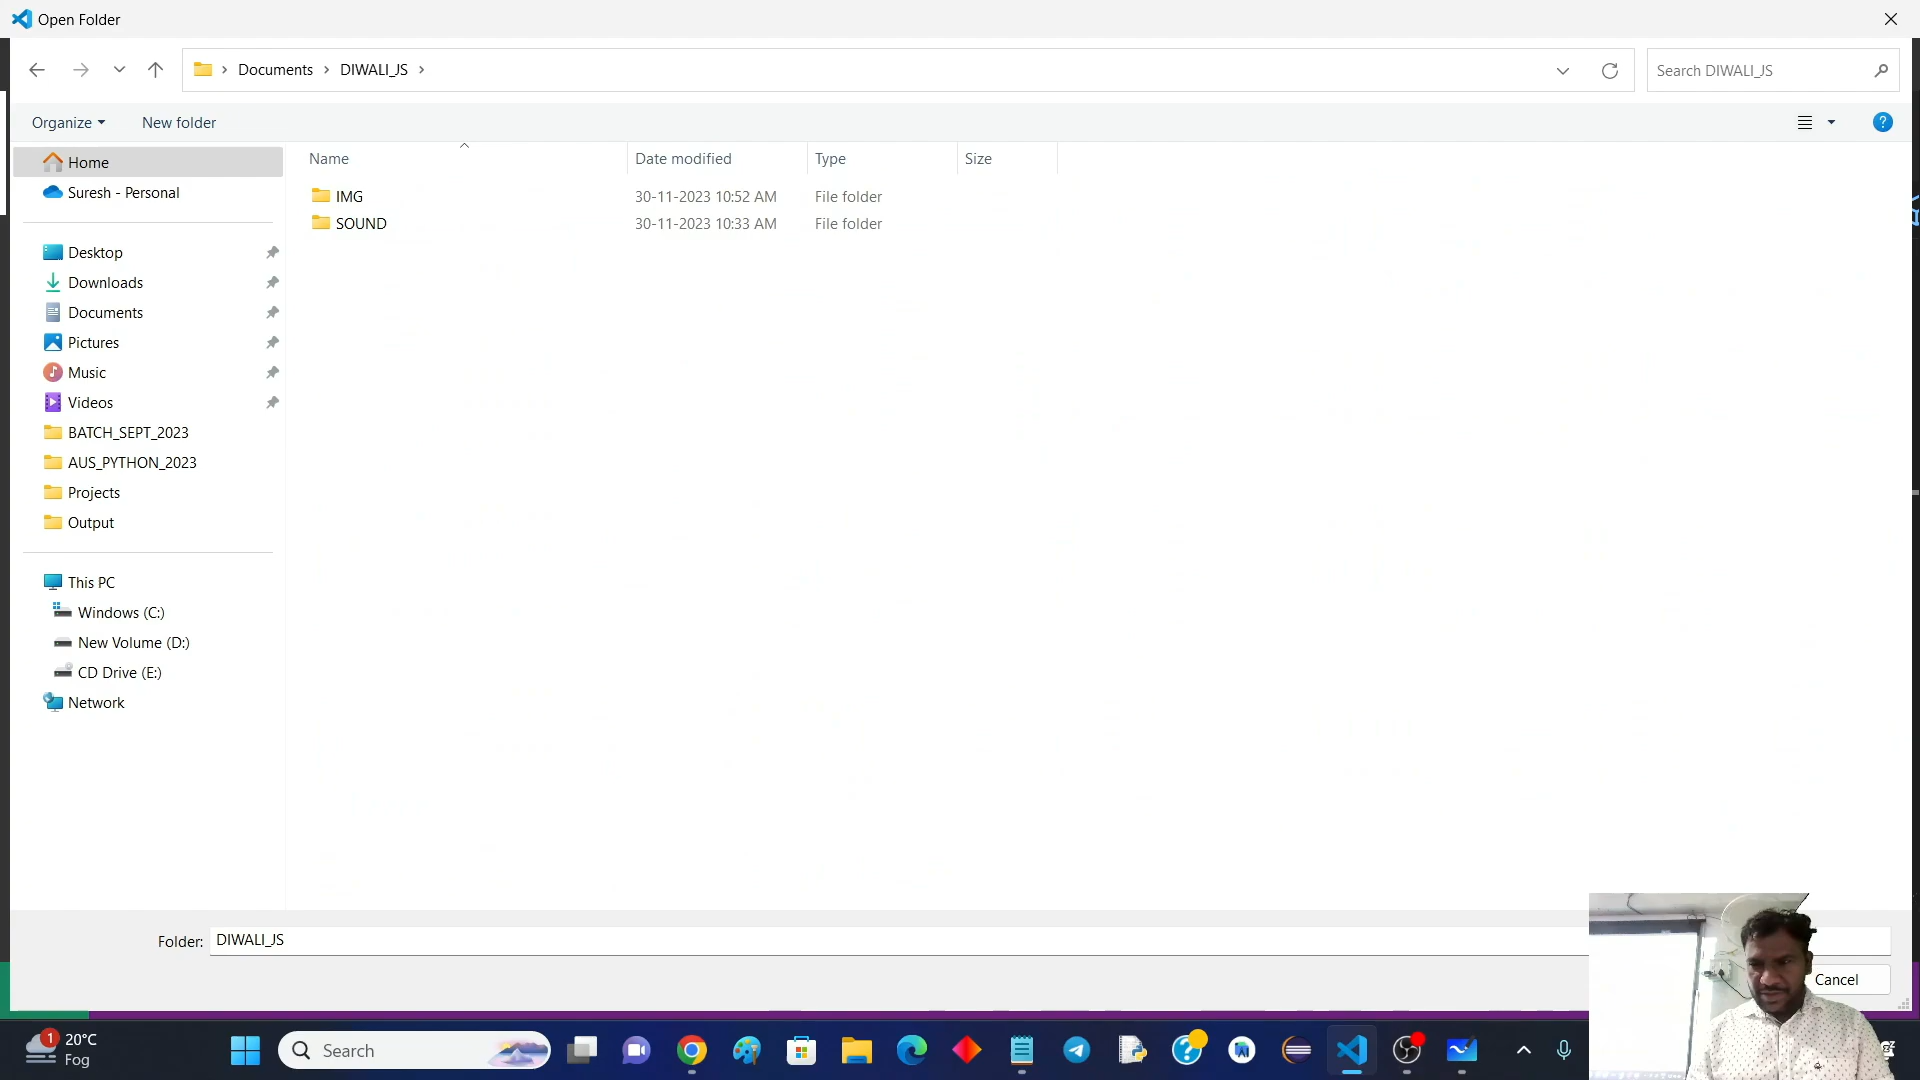 Open Folder
Documents
DIWALI_JS
Search DIWALI_JS
Organize
New folder
Home
Suresh - Personal
Desktop
Downloads
Documents
Pictures
Music
Videos
BATCH_SEPT_2023
AUS_PYTHON_2023
Projects
Output
This PC
Windows (C:)
New Volume (D:)
CD Drive (E:)
Network
Name Date modified Type Size
IMG 30-11-2023 10:52 AM File folder
SOUND 30-11-2023 10:33 AM File folder
Folder: DIWALI_JS
Cancel
1
20°C
Fog
Search